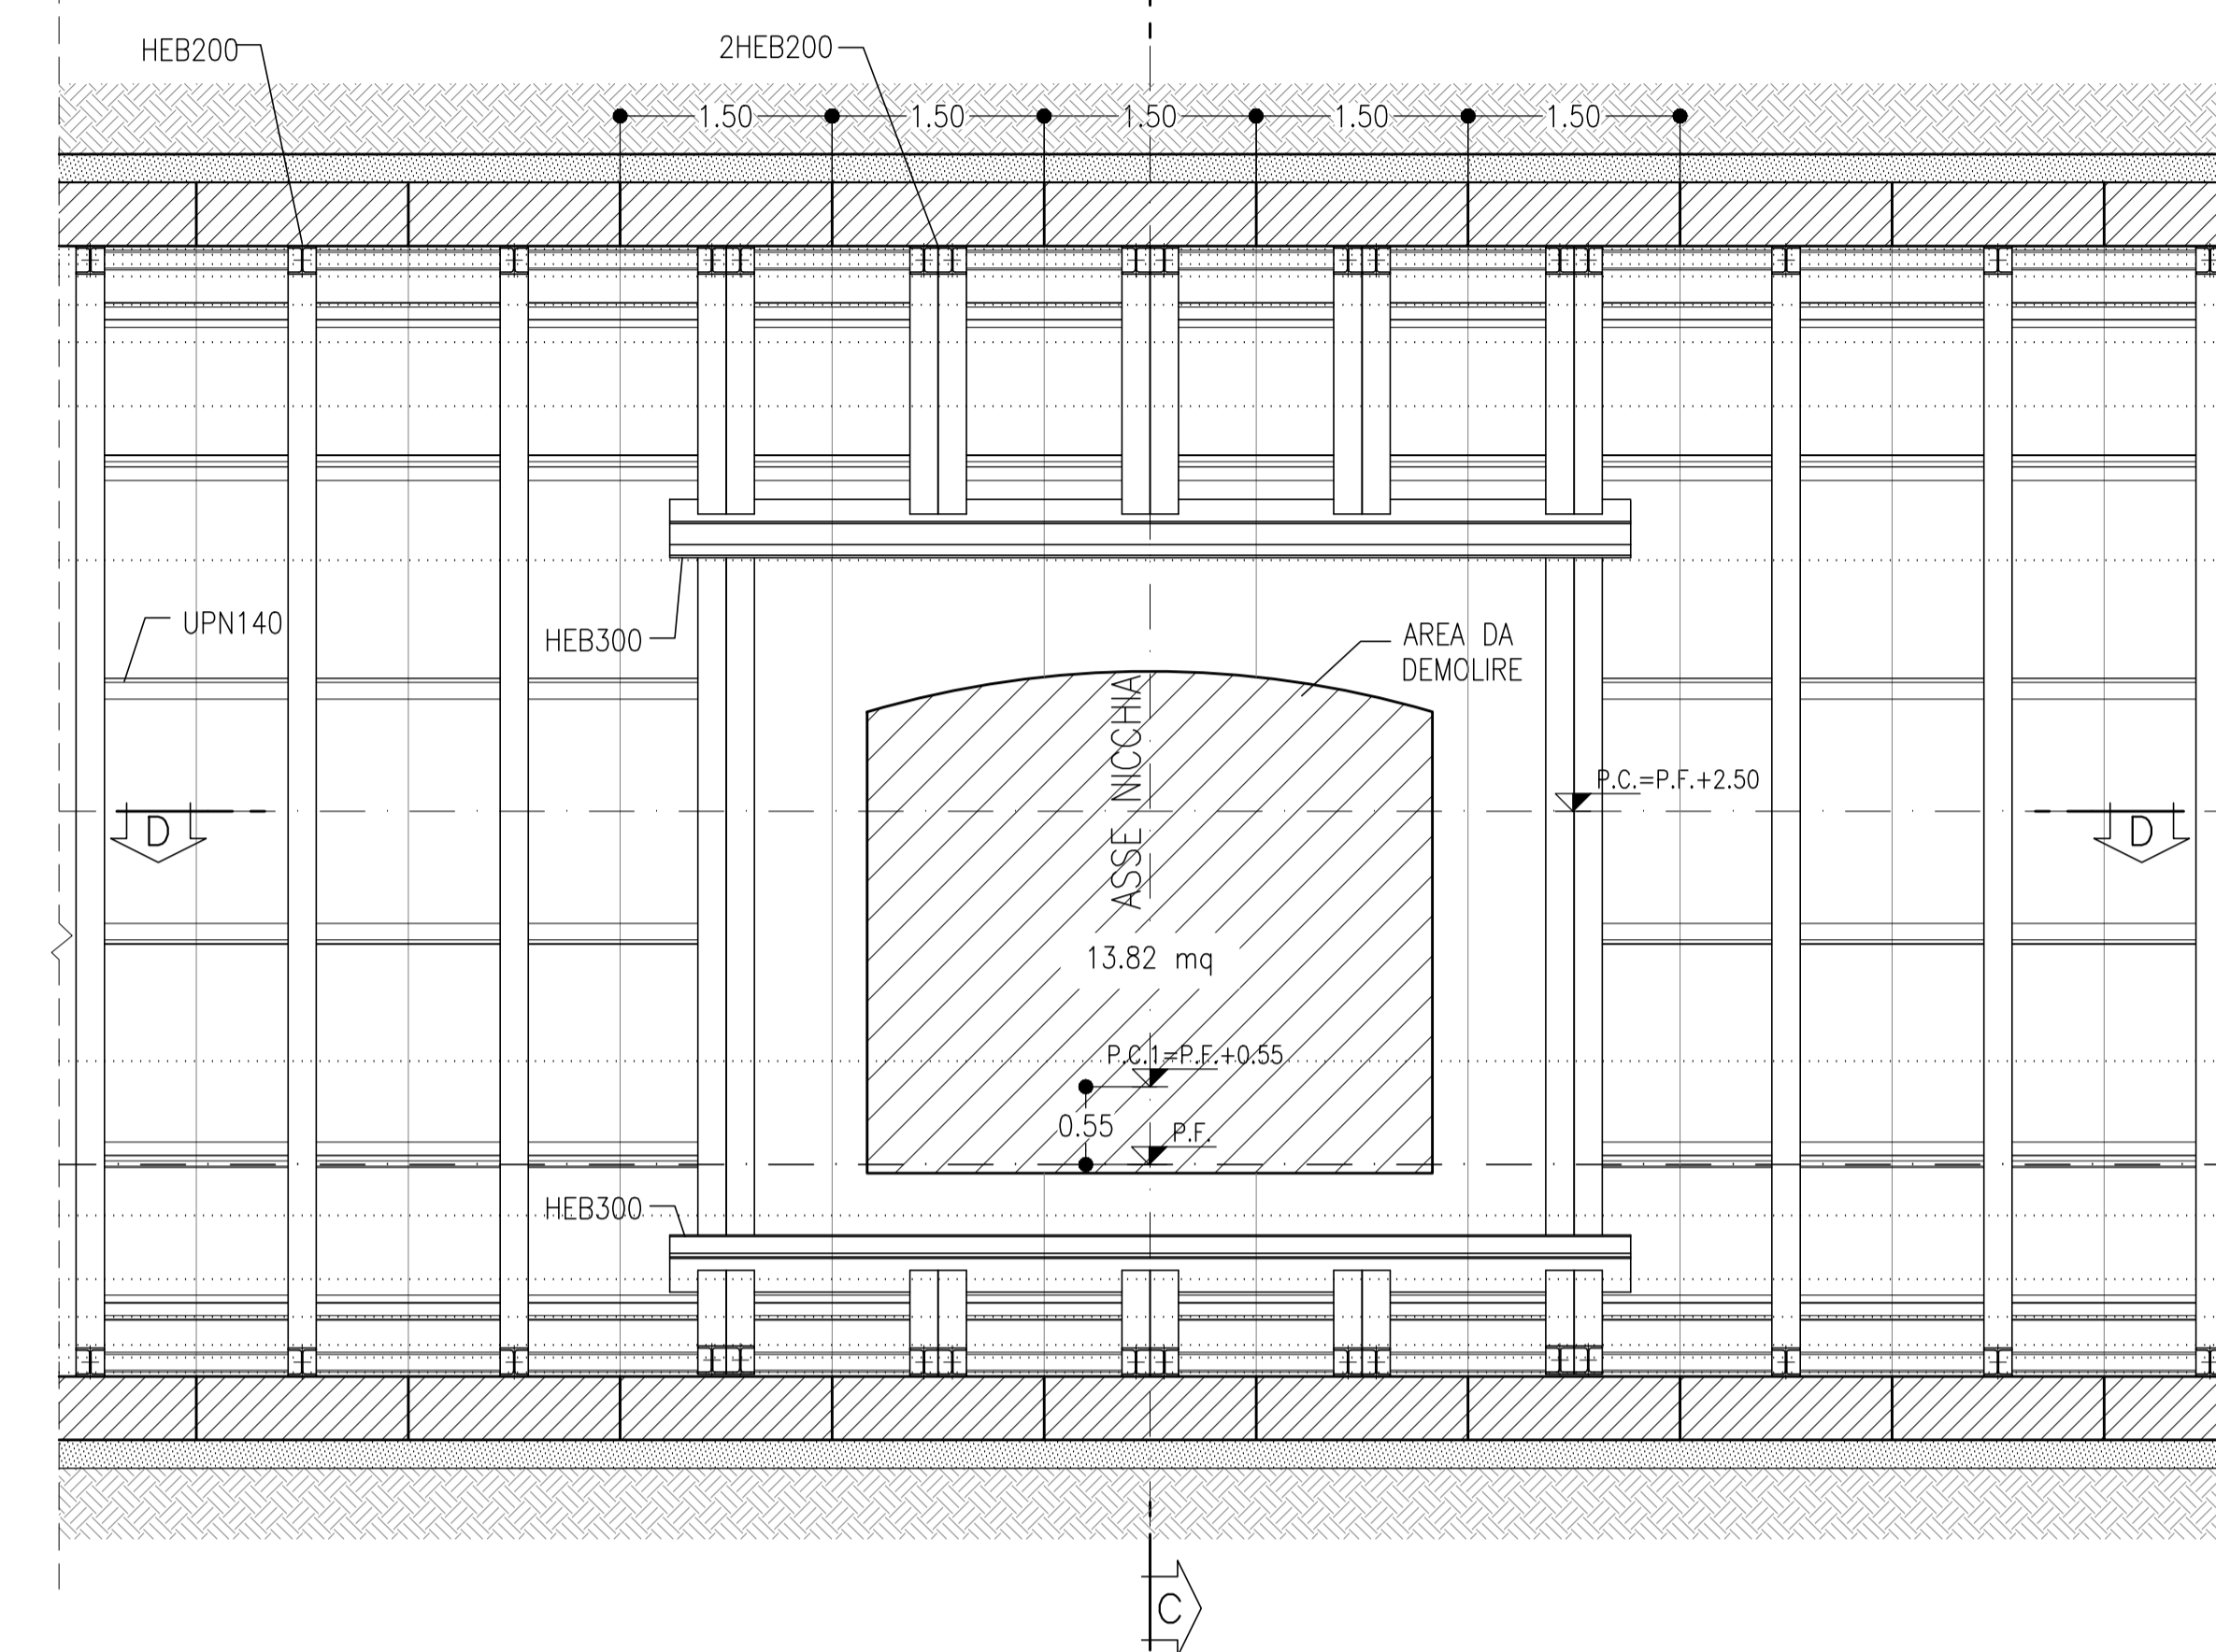 HEB200
2HEB200
1.50
1.50
1.50
1.50
1.50
UPN140
HEB300
AREA DA
DEMOLIRE
ASSE NICCHIA
P.C.=P.F.+2.50
D
D
13.82 mq
P.C.1=P.F.+0.55
0.55
P.F.
HEB300
C